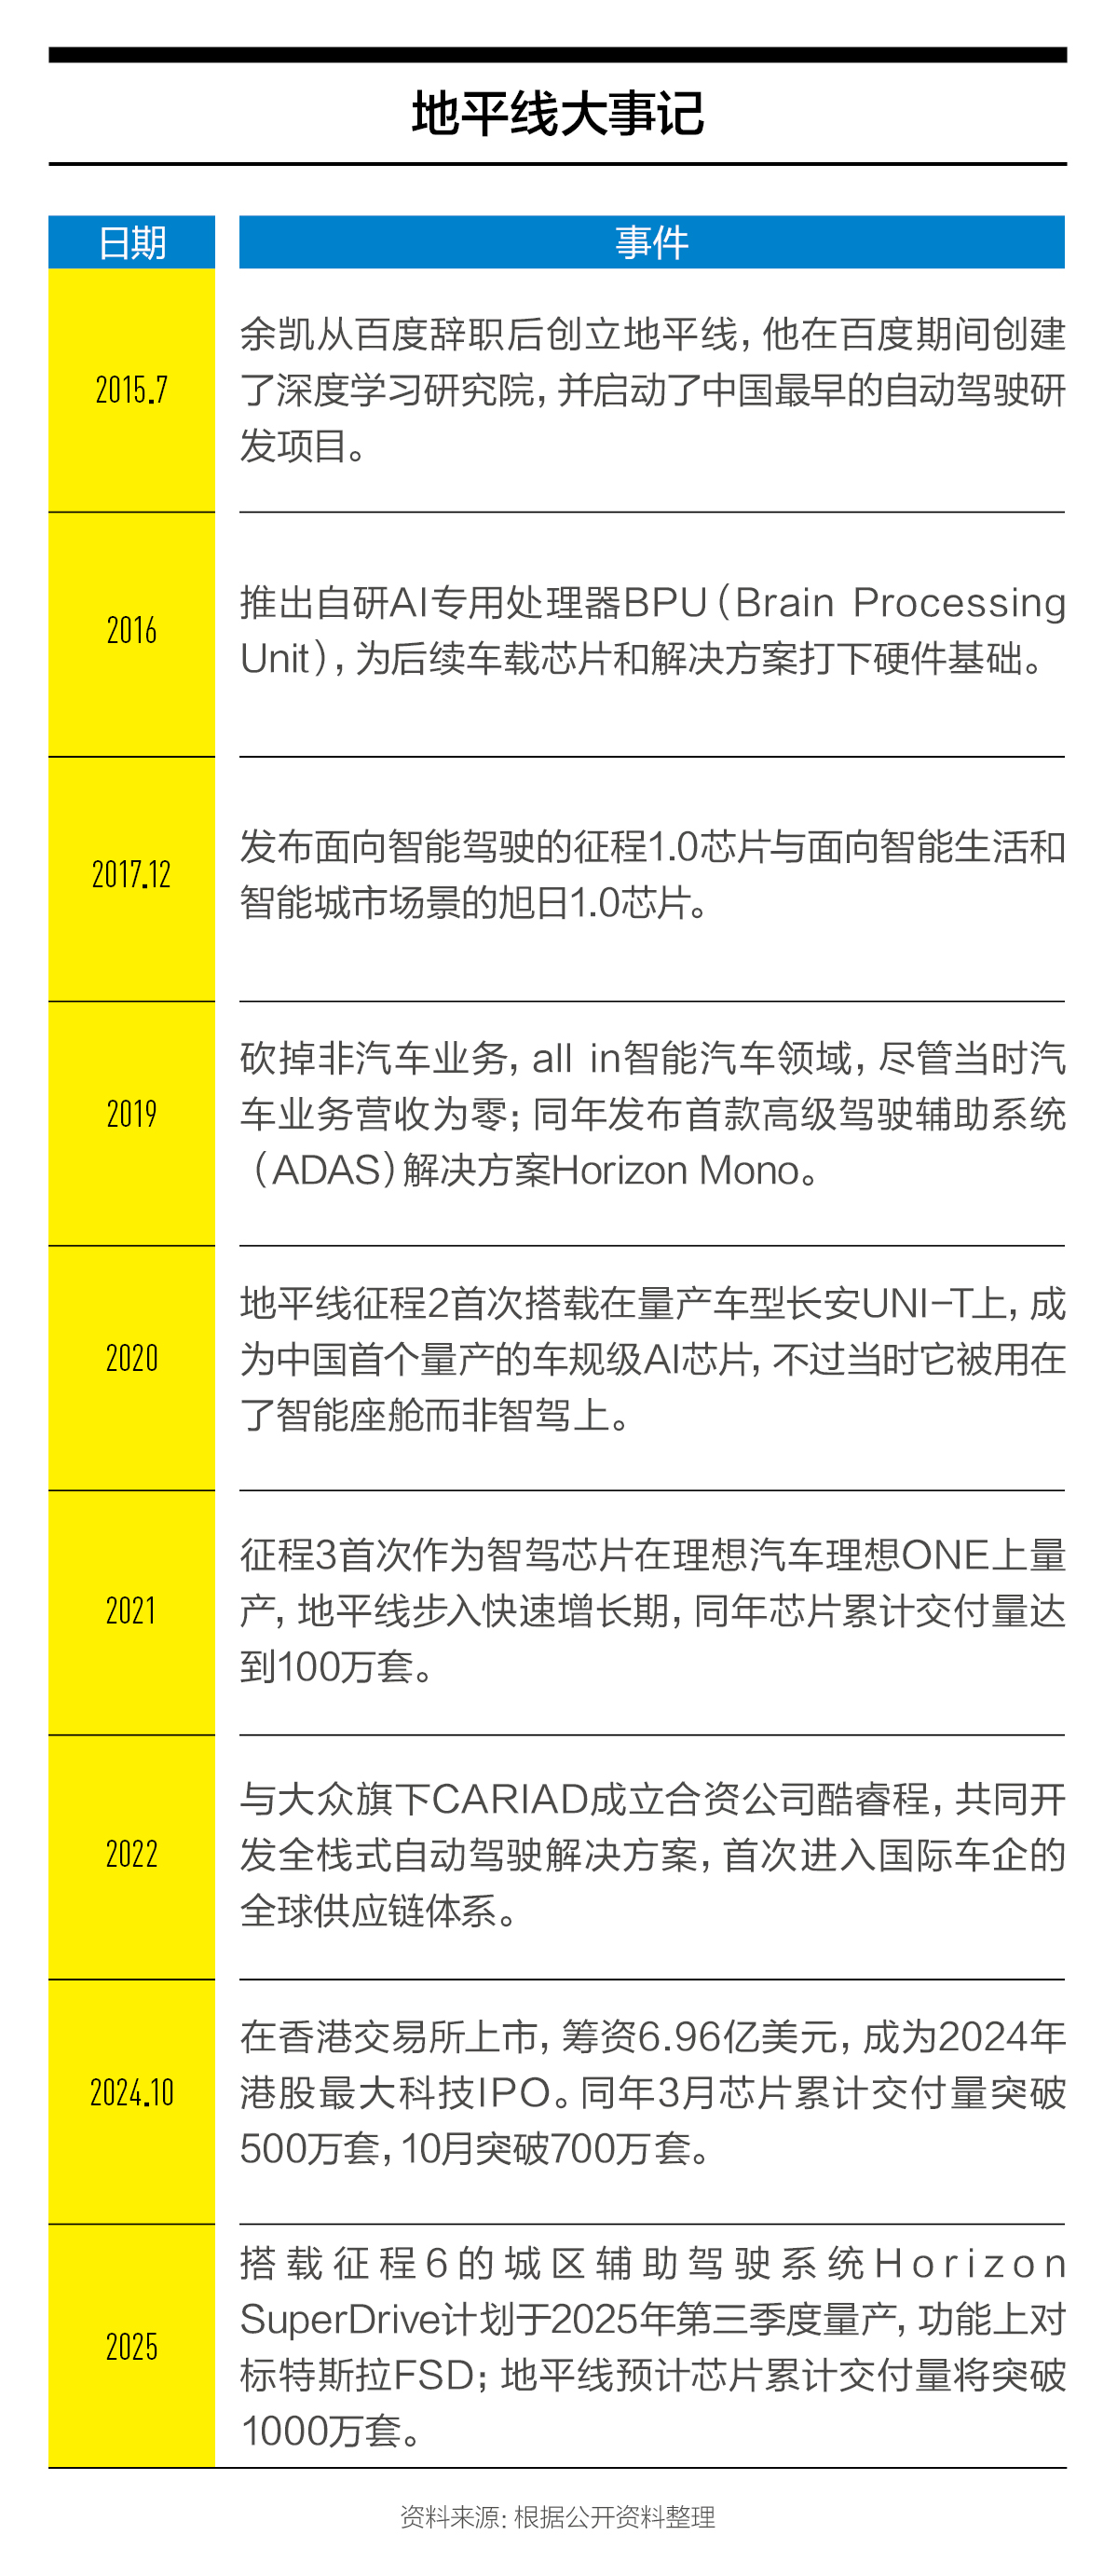 地平线大事记
日期
事件
2015.7
余凯从百度辞职后创立地平线，他在百度期间创建
了深度学习研究院，并启动了中国最早的自动驾驶研
发项目。
2016
推出自研AI专用处理器BPU（Brain Processing
Unit），为后续车载芯片和解决方案打下硬件基础。
2017.12
发布面向智能驾驶的征程1.0芯片与面向智能生活和
智能城市场景的旭日1.0芯片。
2019
砍掉非汽车业务，all in智能汽车领域，尽管当时汽
车业务营收为零；同年发布首款高级驾驶辅助系统
（ADAS）解决方案Horizon Mono。
2020
地平线征程2首次搭载在量产车型长安UNI-T上，成
为中国首个量产的车规级AI芯片，不过当时它被用在
了智能座舱而非智驾上。
2021
征程3首次作为智驾芯片在理想汽车理想ONE上量
产，地平线步入快速增长期，同年芯片累计交付量达
到100万套。
2022
与大众旗下CARIAD成立合资公司酷睿程，共同开
发全栈式自动驾驶解决方案，首次进入国际车企的
全球供应链体系。
2024.10
在香港交易所上市，筹资6.96亿美元，成为2024年
港股最大科技IPO。同年3月芯片累计交付量突破
500万套，10月突破700万套。
2025
搭载征程6的城区辅助驾驶系统Horizon
SuperDrive计划于2025年第三季度量产，功能上对
标特斯拉FSD；地平线预计芯片累计交付量将突破
1000万套。
资料来源：根据公开资料整理